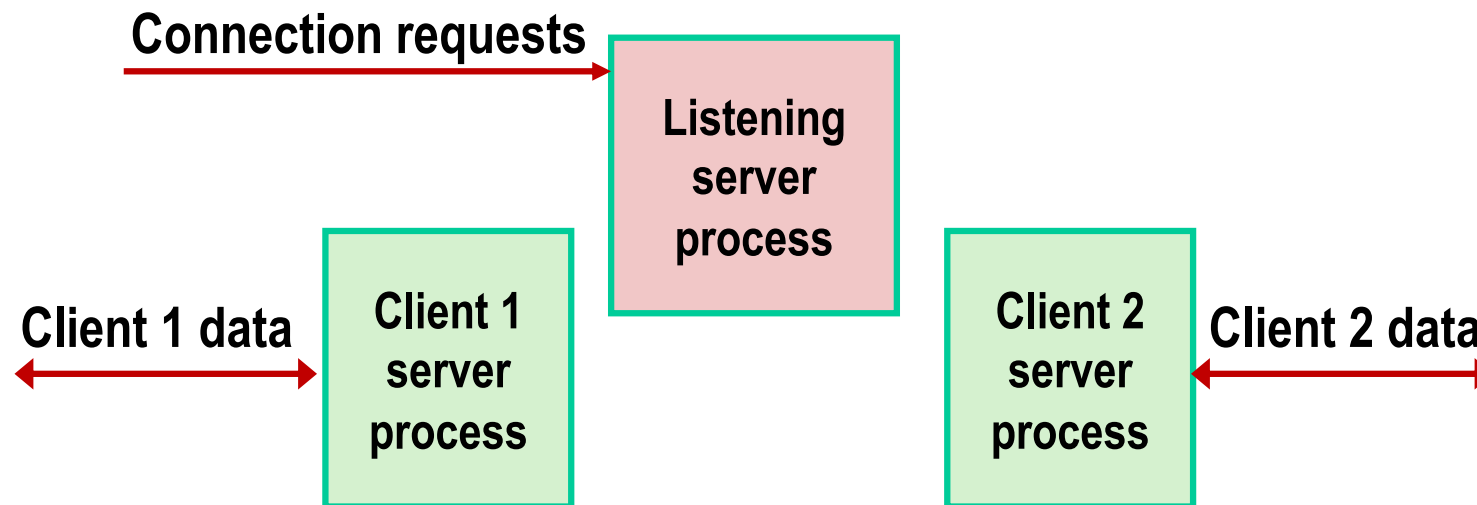 Connection requests
Listening
server
process
Client 1 data
Client 1
server
process
Client 2
server
process
Client 2 data